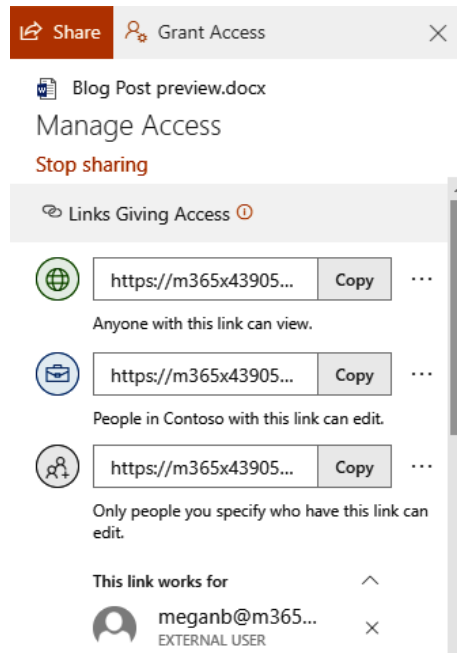 Share Grant Access
Blog Post preview.docx
Manage Access
Stop sharing
Links Giving Access
https://m365x43905... Copy ...
Anyone with this link can view.
https://m365x43905... Copy ...
People in Contoso with this link can edit.
https://m365x43905... Copy ...
Only people you specify who have this link can
edit.
This link works for
meganb@m365...
EXTERNAL USER